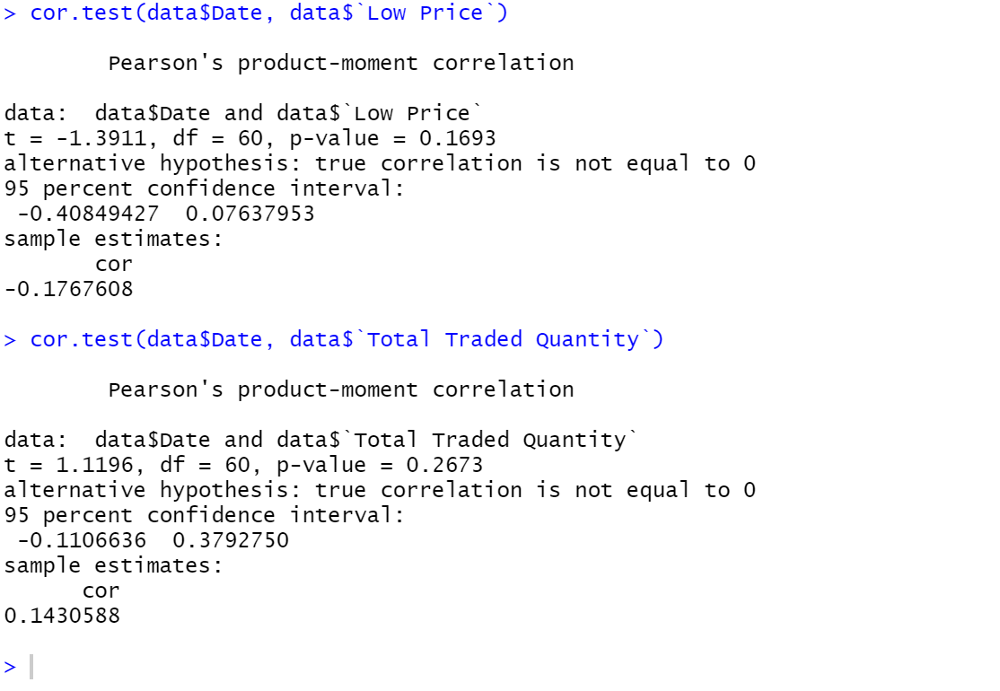 > cor.test(data$Date, data$`Low Price`)
Pearson's product-moment correlation
data:  data$Date and data$`Low Price`
t = -1.3911, df = 60, p-value = 0.1693
alternative hypothesis: true correlation is not equal to 0
95 percent confidence interval:
 -0.40849427  0.07637953
sample estimates:
       cor
-0.1767608
> cor.test(data$Date, data$`Total Traded Quantity`)
Pearson's product-moment correlation
data:  data$Date and data$`Total Traded Quantity`
t = 1.1196, df = 60, p-value = 0.2673
alternative hypothesis: true correlation is not equal to 0
95 percent confidence interval:
 -0.1106636  0.3792750
sample estimates:
      cor
0.1430588
>